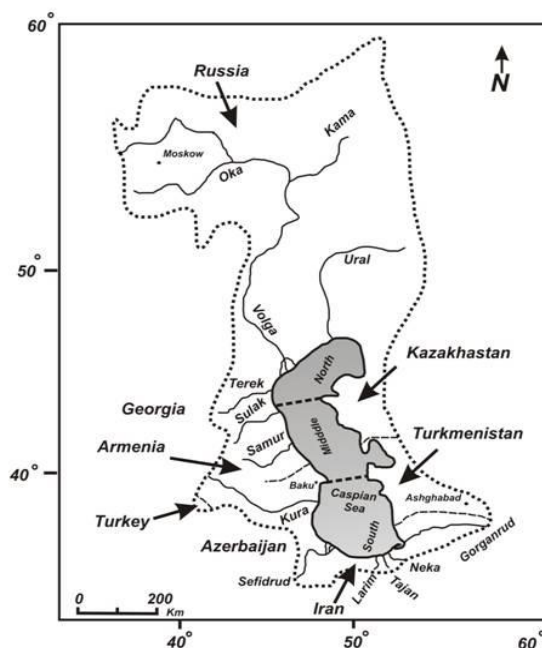 60°
Russia
N
Kama
Moskow
Oka
50°
Ural
Volga
Kazakhastan
North
Terek
Georgia
Sulak
Middle
Armenia
Samur
Turkmenistan
40°
Baku
Caspian
Sea
Ashghabad
Turkey
Kura
South
Gorganrud
Azerbaijan
Neka
Sefidrud
Larim
Tajan
Iran
0 200
Km
40° 50° 60°